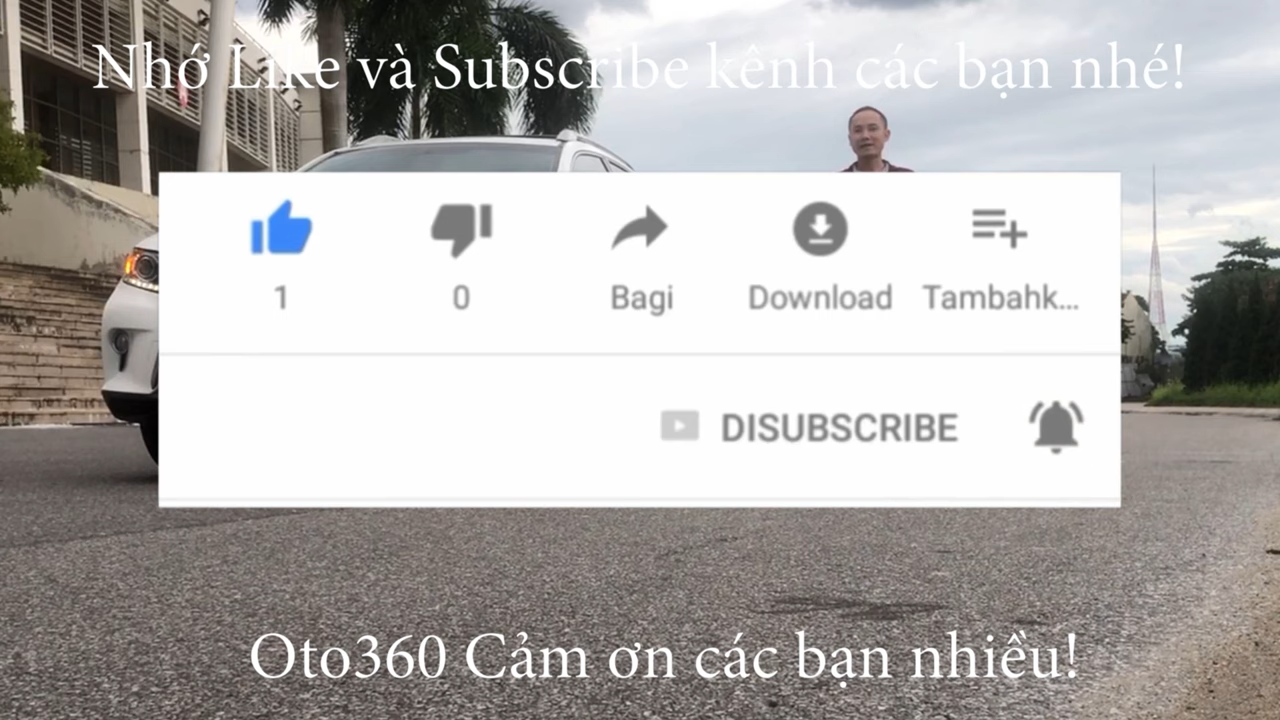 Nhớ Like và Subscribe kênh các bạn nhé!
1 0 Bagi Download Tambahk...
DISUBSCRIBE
Oto360 Cảm ơn các bạn nhiều!